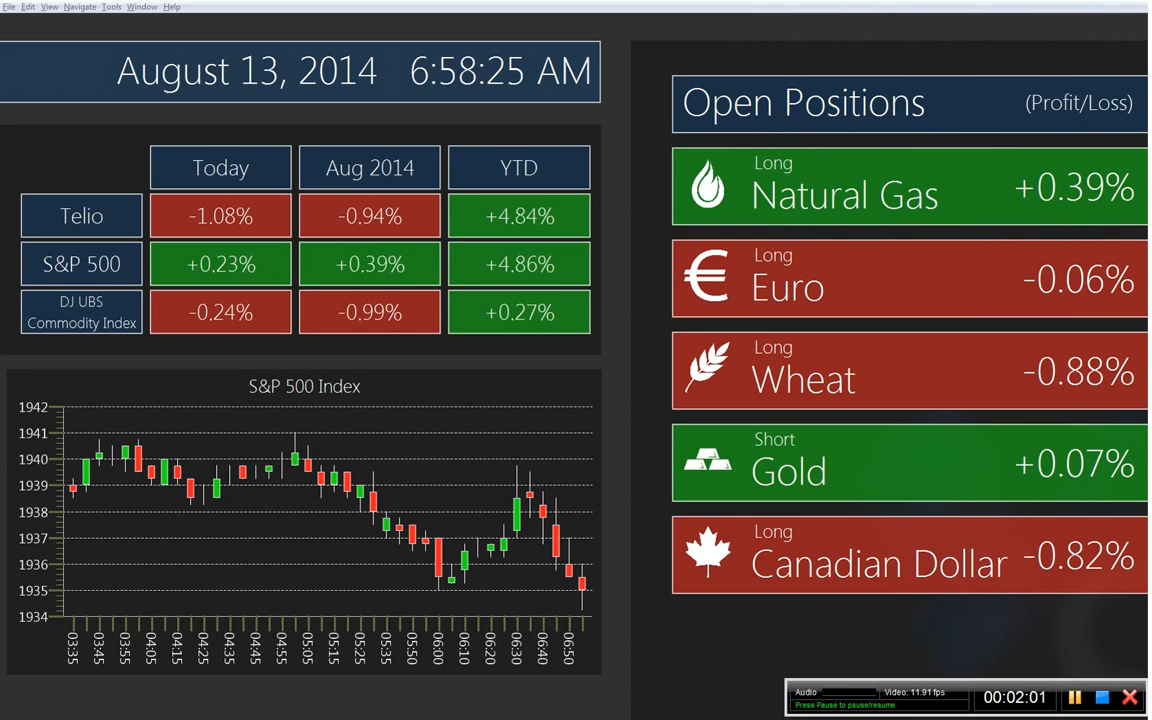 File Edit View Navigate Tools Window Help
August 13, 2014 6:58:25 AM
Today Aug 2014 YTD
Telio -1.08% -0.94% +4.84%
S&P 500 +0.23% +0.39% +4.86%
DJ UBS
Commodity Index -0.24% -0.99% +0.27%
S&P 500 Index
1942
1941
1940
1939
1938
1937
1936
1935
1934
03:35 03:45 03:55 04:05 04:15 04:25 04:35 04:45 04:55 05:05 05:15 05:25 05:35 05:50 06:00 06:10 06:20 06:30 06:40 06:50
Open Positions (Profit/Loss)
Long
Natural Gas +0.39%
Long
Euro -0.06%
Long
Wheat -0.88%
Short
Gold +0.07%
Long
Canadian Dollar -0.82%
Audio Video: 11.91 fps
Press Pause to pause/resume
00:02:01